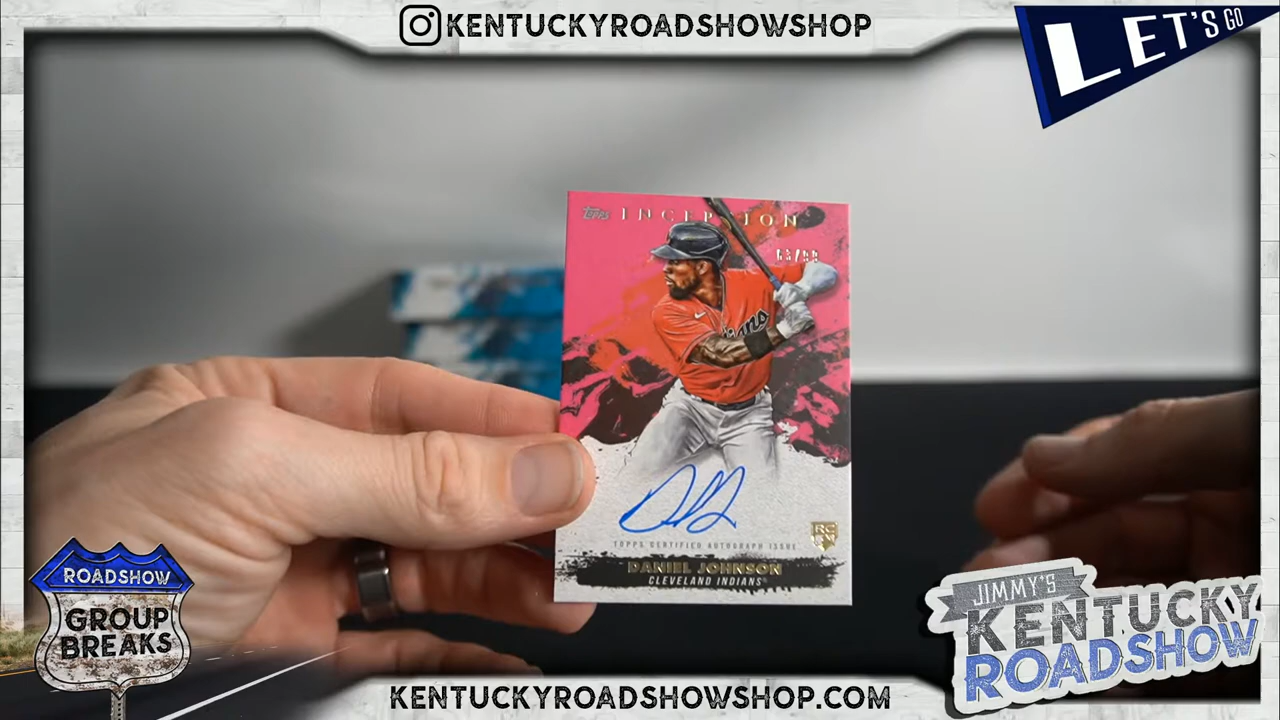 KENTUCKYROADSHOWSHOP
LET'S GO
TOPPS INCEPTION
TOPPS CERTIFIED AUTOGRAPH ISSUE
RC
DANIEL JOHNSON
CLEVELAND INDIANS
ROADSHOW
GROUP
BREAKS
JIMMY'S
KENTUCKY
ROADSHOW
KENTUCKYROADSHOWSHOP.COM